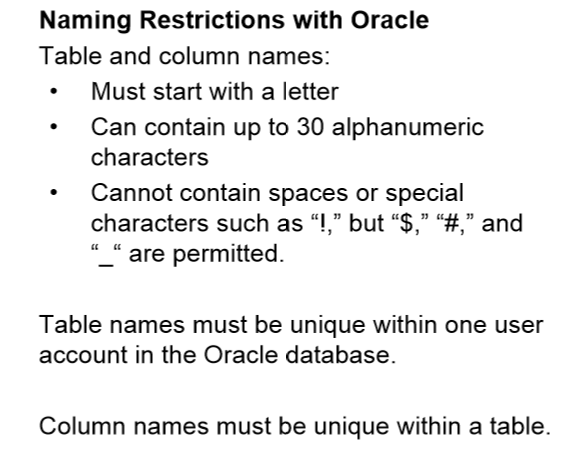 Naming Restrictions with Oracle
Table and column names:
• Must start with a letter
• Can contain up to 30 alphanumeric
characters
• Cannot contain spaces or special
characters such as “!,” but “$,” “#,” and
“_“ are permitted.
Table names must be unique within one user
account in the Oracle database.
Column names must be unique within a table.